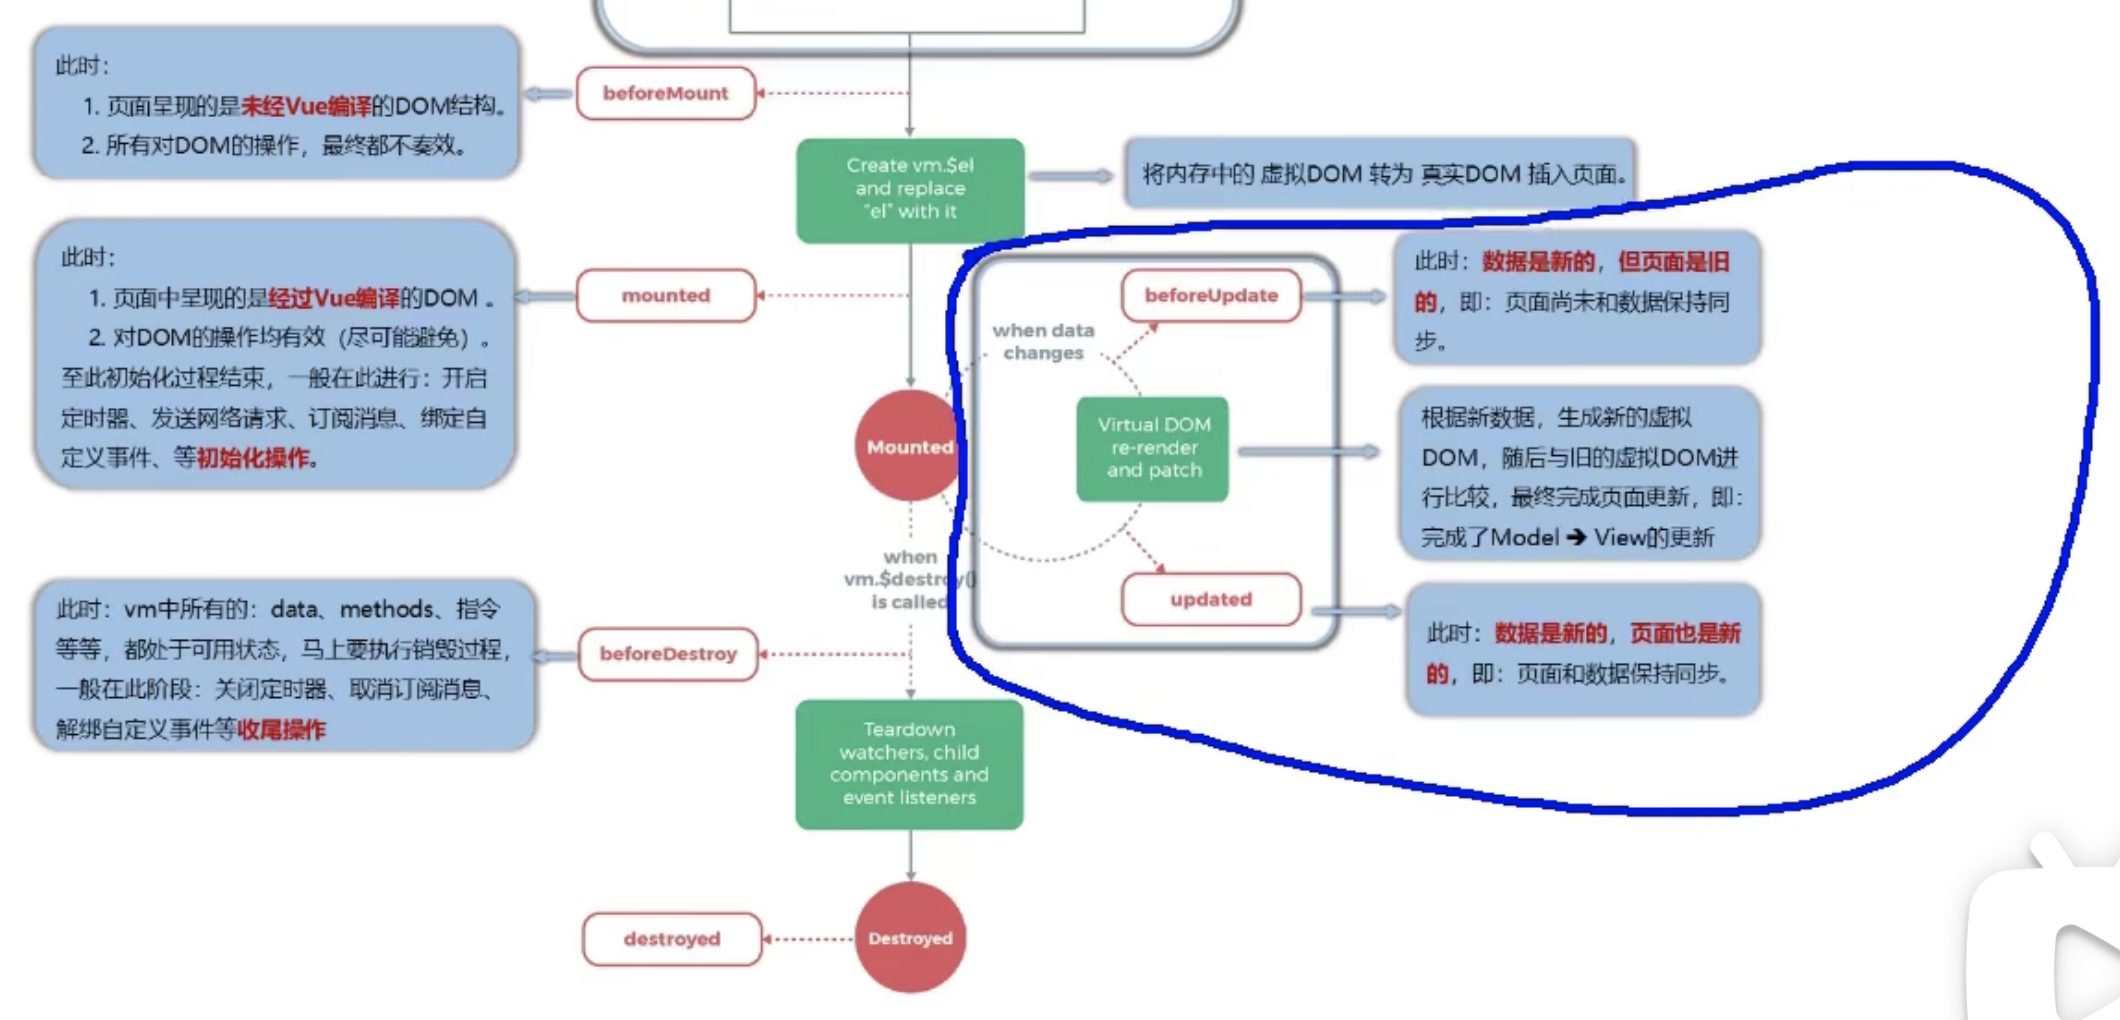 此时：
1. 页面呈现的是未经Vue编译的DOM结构。
2. 所有对DOM的操作，最终都不奏效。
beforeMount
Create vm.$el
and replace
"el" with it
将内存中的 虚拟DOM 转为 真实DOM 插入页面。
此时：
1. 页面中呈现的是经过Vue编译的DOM 。
2. 对DOM的操作均有效（尽可能避免）。
至此初始化过程结束，一般在此进行：开启
定时器、发送网络请求、订阅消息、绑定自
定义事件、等初始化操作。
mounted
Mounted
when data
changes
beforeUpdate
此时：数据是新的，但页面是旧
的，即：页面尚未和数据保持同
步。
Virtual DOM
re-render
and patch
根据新数据，生成新的虚拟
DOM，随后与旧的虚拟DOM进
行比较，最终完成页面更新，即：
完成了Model ➔ View的更新
updated
此时：数据是新的，页面也是新
的，即：页面和数据保持同步。
when
vm.$destroy()
is called
此时：vm中所有的：data、methods、指令
等等，都处于可用状态，马上要执行销毁过程，
一般在此阶段：关闭定时器、取消订阅消息、
解绑自定义事件等收尾操作
beforeDestroy
Teardown
watchers, child
components and
event listeners
destroyed
Destroyed